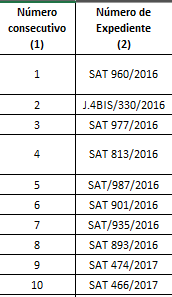 Número consecutivo (1) Número de Expediente (2)
1 SAT 960/2016
2 J.4BIS/330/2016
3 SAT 977/2016
4 SAT 813/2016
5 SAT/987/2016
6 SAT 901/2016
7 SAT/935/2016
8 SAT 893/2016
9 SAT 474/2017
10 SAT 466/2017